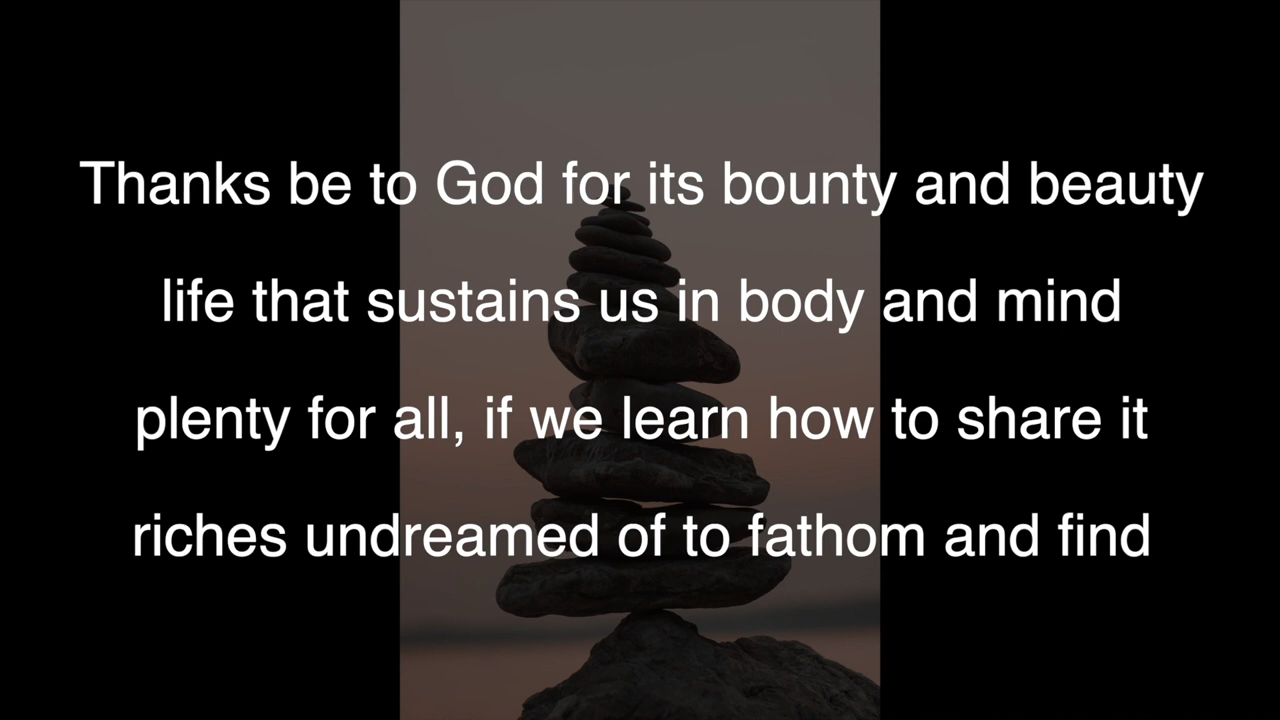 Thanks be to God for its bounty and beauty
life that sustains us in body and mind
plenty for all, if we learn how to share it
riches undreamed of to fathom and find